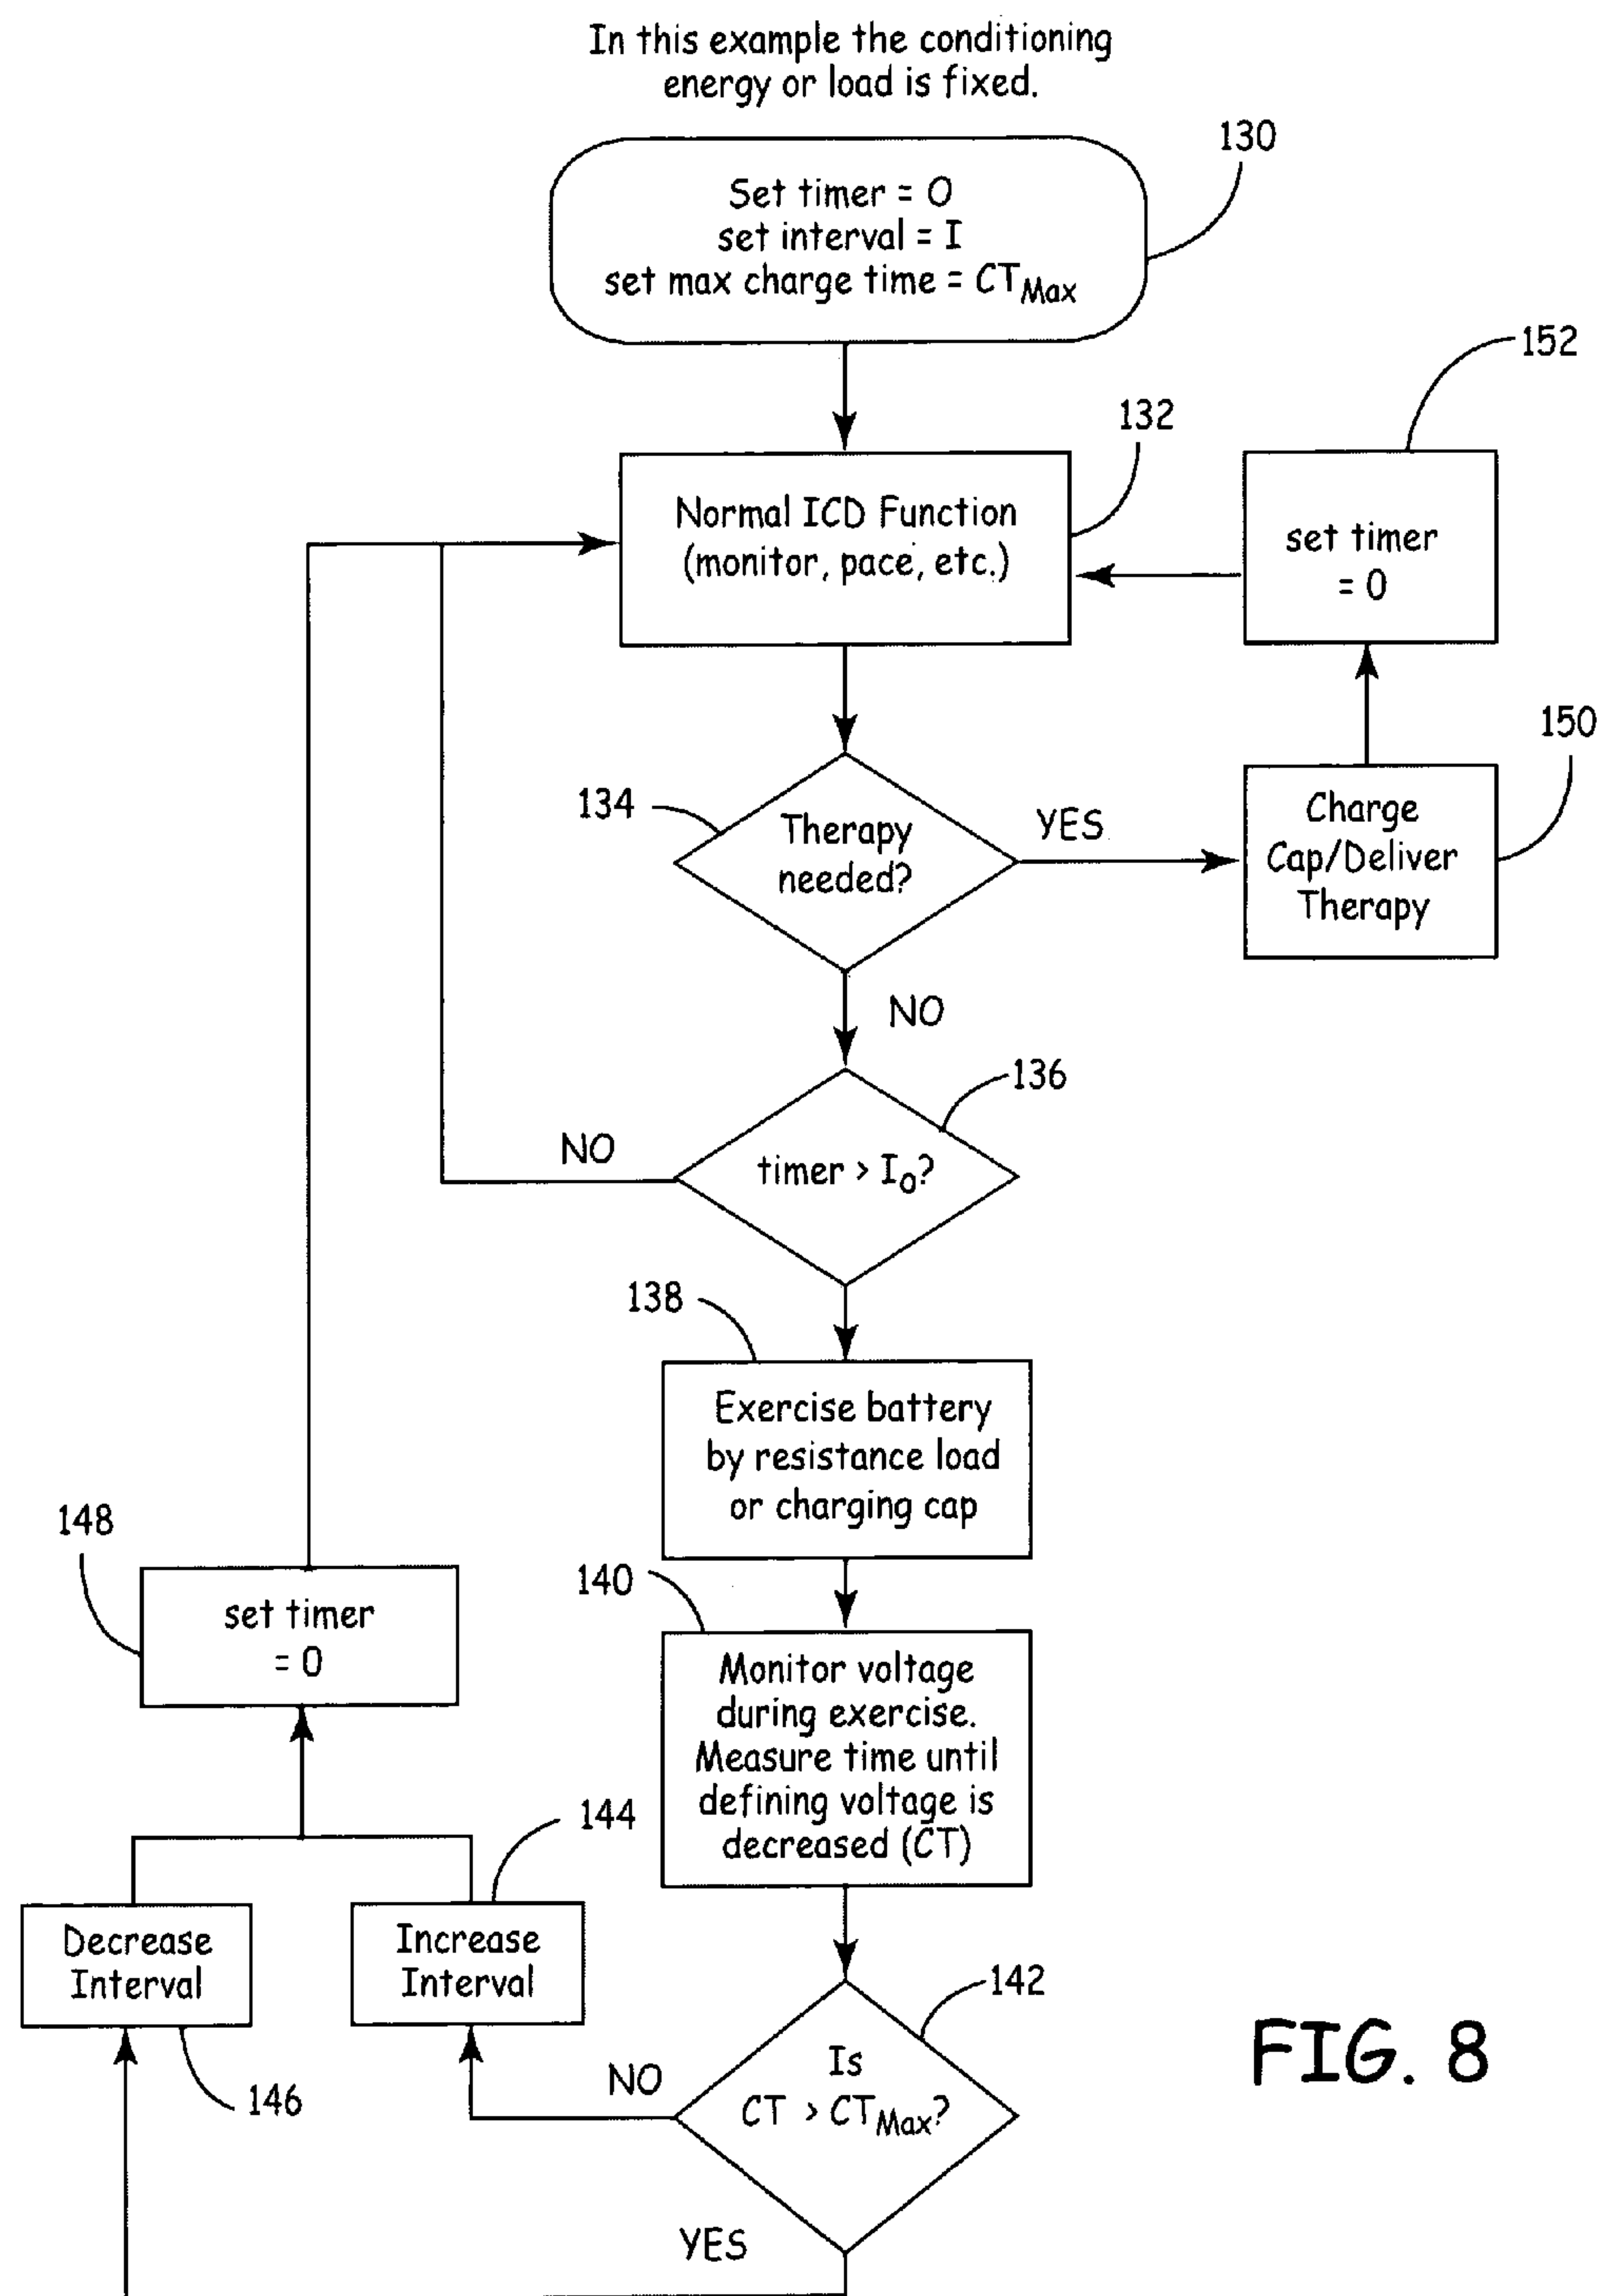 In this example the conditioning
energy or load is fixed.
130
Set timer = O
set interval = I
set max charge time = CTMax
152
132
Normal ICD Function
(monitor, pace, etc.)
set timer
= 0
150
134
Therapy
needed?
YES
Charge
Cap/Deliver
Therapy
NO
136
NO
timer > I0?
138
Exercise battery
by resistance load
or charging cap
148
set timer
= 0
140
Monitor voltage
during exercise.
Measure time until
defining voltage is
decreased (CT)
144
Decrease
Interval
Increase
Interval
142
146
NO
Is
CT > CTMax?
YES
FIG. 8